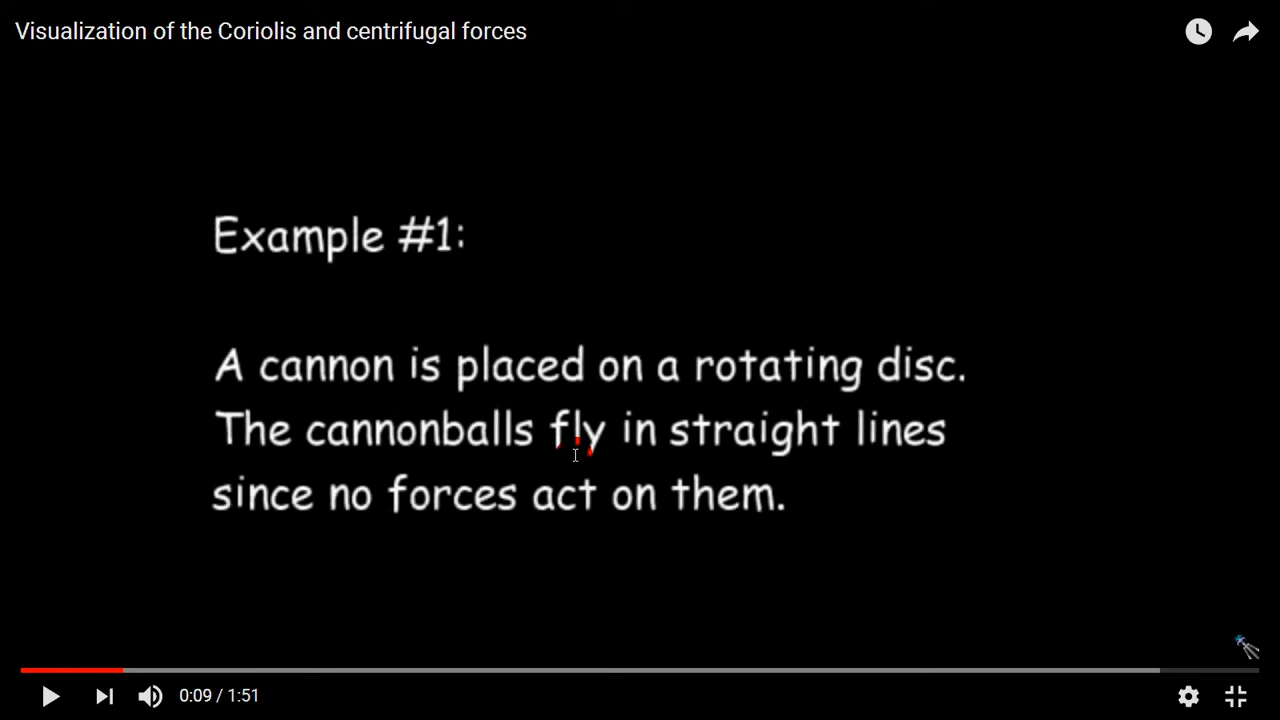 Visualization of the Coriolis and centrifugal forces
Example #1:
A cannon is placed on a rotating disc.
The cannonballs fly in straight lines
since no forces act on them.
0:09 / 1:51